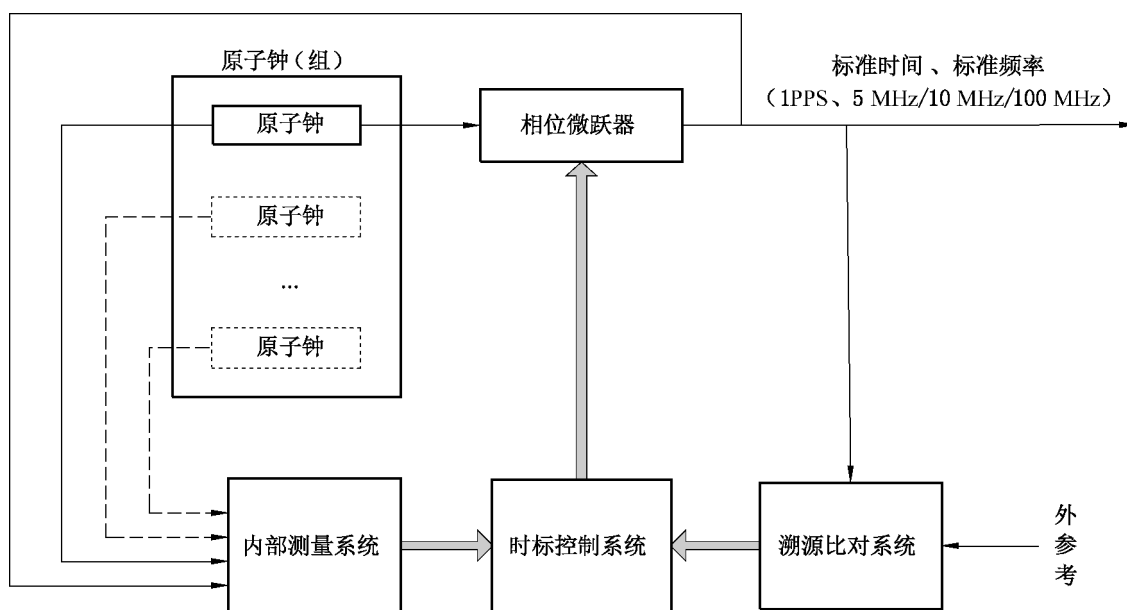 原子钟（组）
标准时间、标准频率
（1PPS、5 MHz/10 MHz/100 MHz）
原子钟
相位微跃器
原子钟
...
原子钟
内部测量系统
时标控制系统
溯源比对系统
外参考